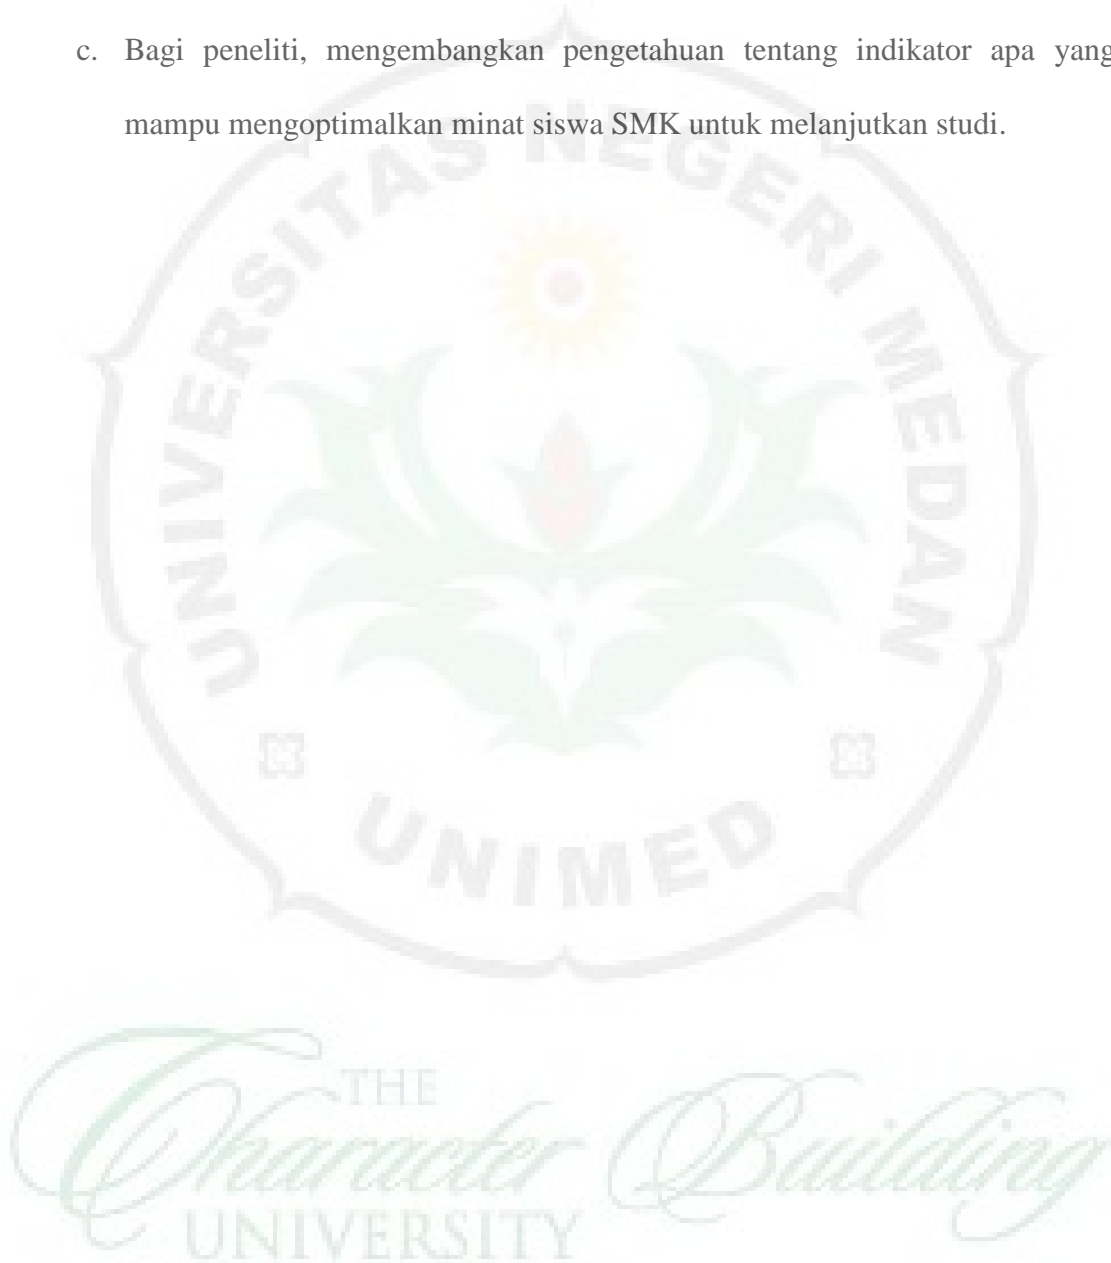 c. Bagi peneliti, mengembangkan pengetahuan tentang indikator apa yang
mampu mengoptimalkan minat siswa SMK untuk melanjutkan studi.
UNIVERSITAS NEGERI MEDAN
UNIMED
THE
Character Building
UNIVERSITY